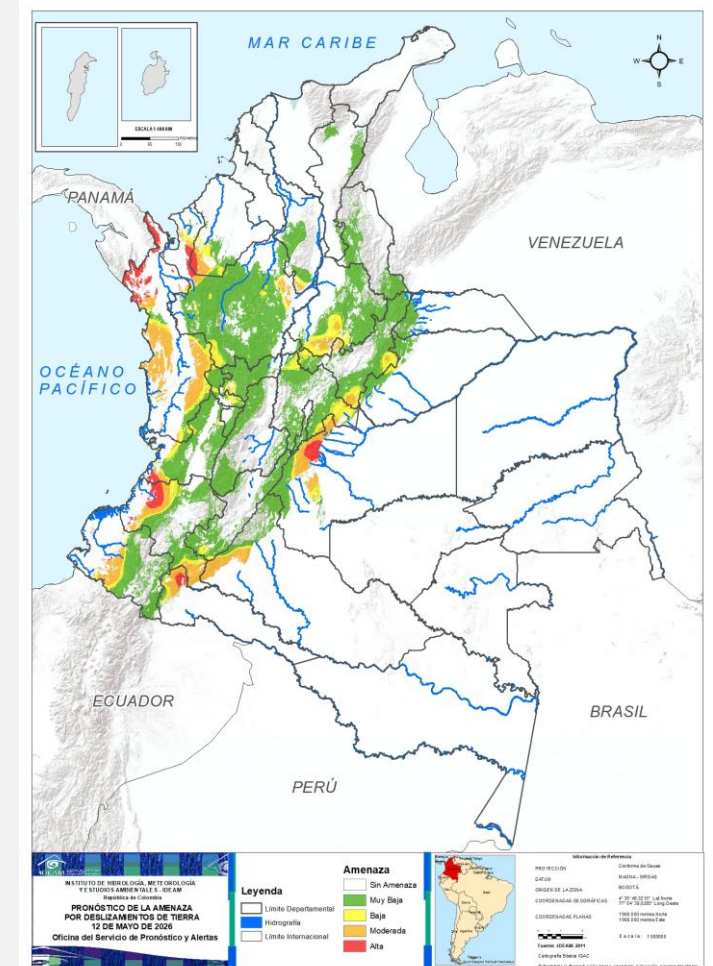 MAR CARIBE
N
W
E
S
ESCALA 1:600.000
PANAMÁ
VENEZUELA
OCÉANO
PACÍFICO
ECUADOR
BRASIL
PERÚ
INSTITUTO DE HIDROLOGÍA, METEOROLOGÍA
Y ESTUDIOS AMBIENTALES - IDEAM
República de Colombia
PRONÓSTICO DE LA AMENAZA
POR DESLIZAMIENTOS DE TIERRA
12 DE MAYO DE 2026
Oficina del Servicio de Pronóstico y Alertas
Leyenda
Límite Departamental
Hidrografía
Límite Internacional
Amenaza
Sin Amenaza
Muy Baja
Baja
Moderada
Alta
Información de Referencia
PROYECCIÓN Conforme de Gauss
DATUM MAGNA - SIRGAS
ORIGEN DE LA ZONA BOGOTÁ
COORDENADAS GEOGRÁFICAS
COORDENADAS PLANAS
1'000.000 metros Norte
1'000.000 metros Este
Fuente: IDEAM 2011
Cartografía Básica IGAC